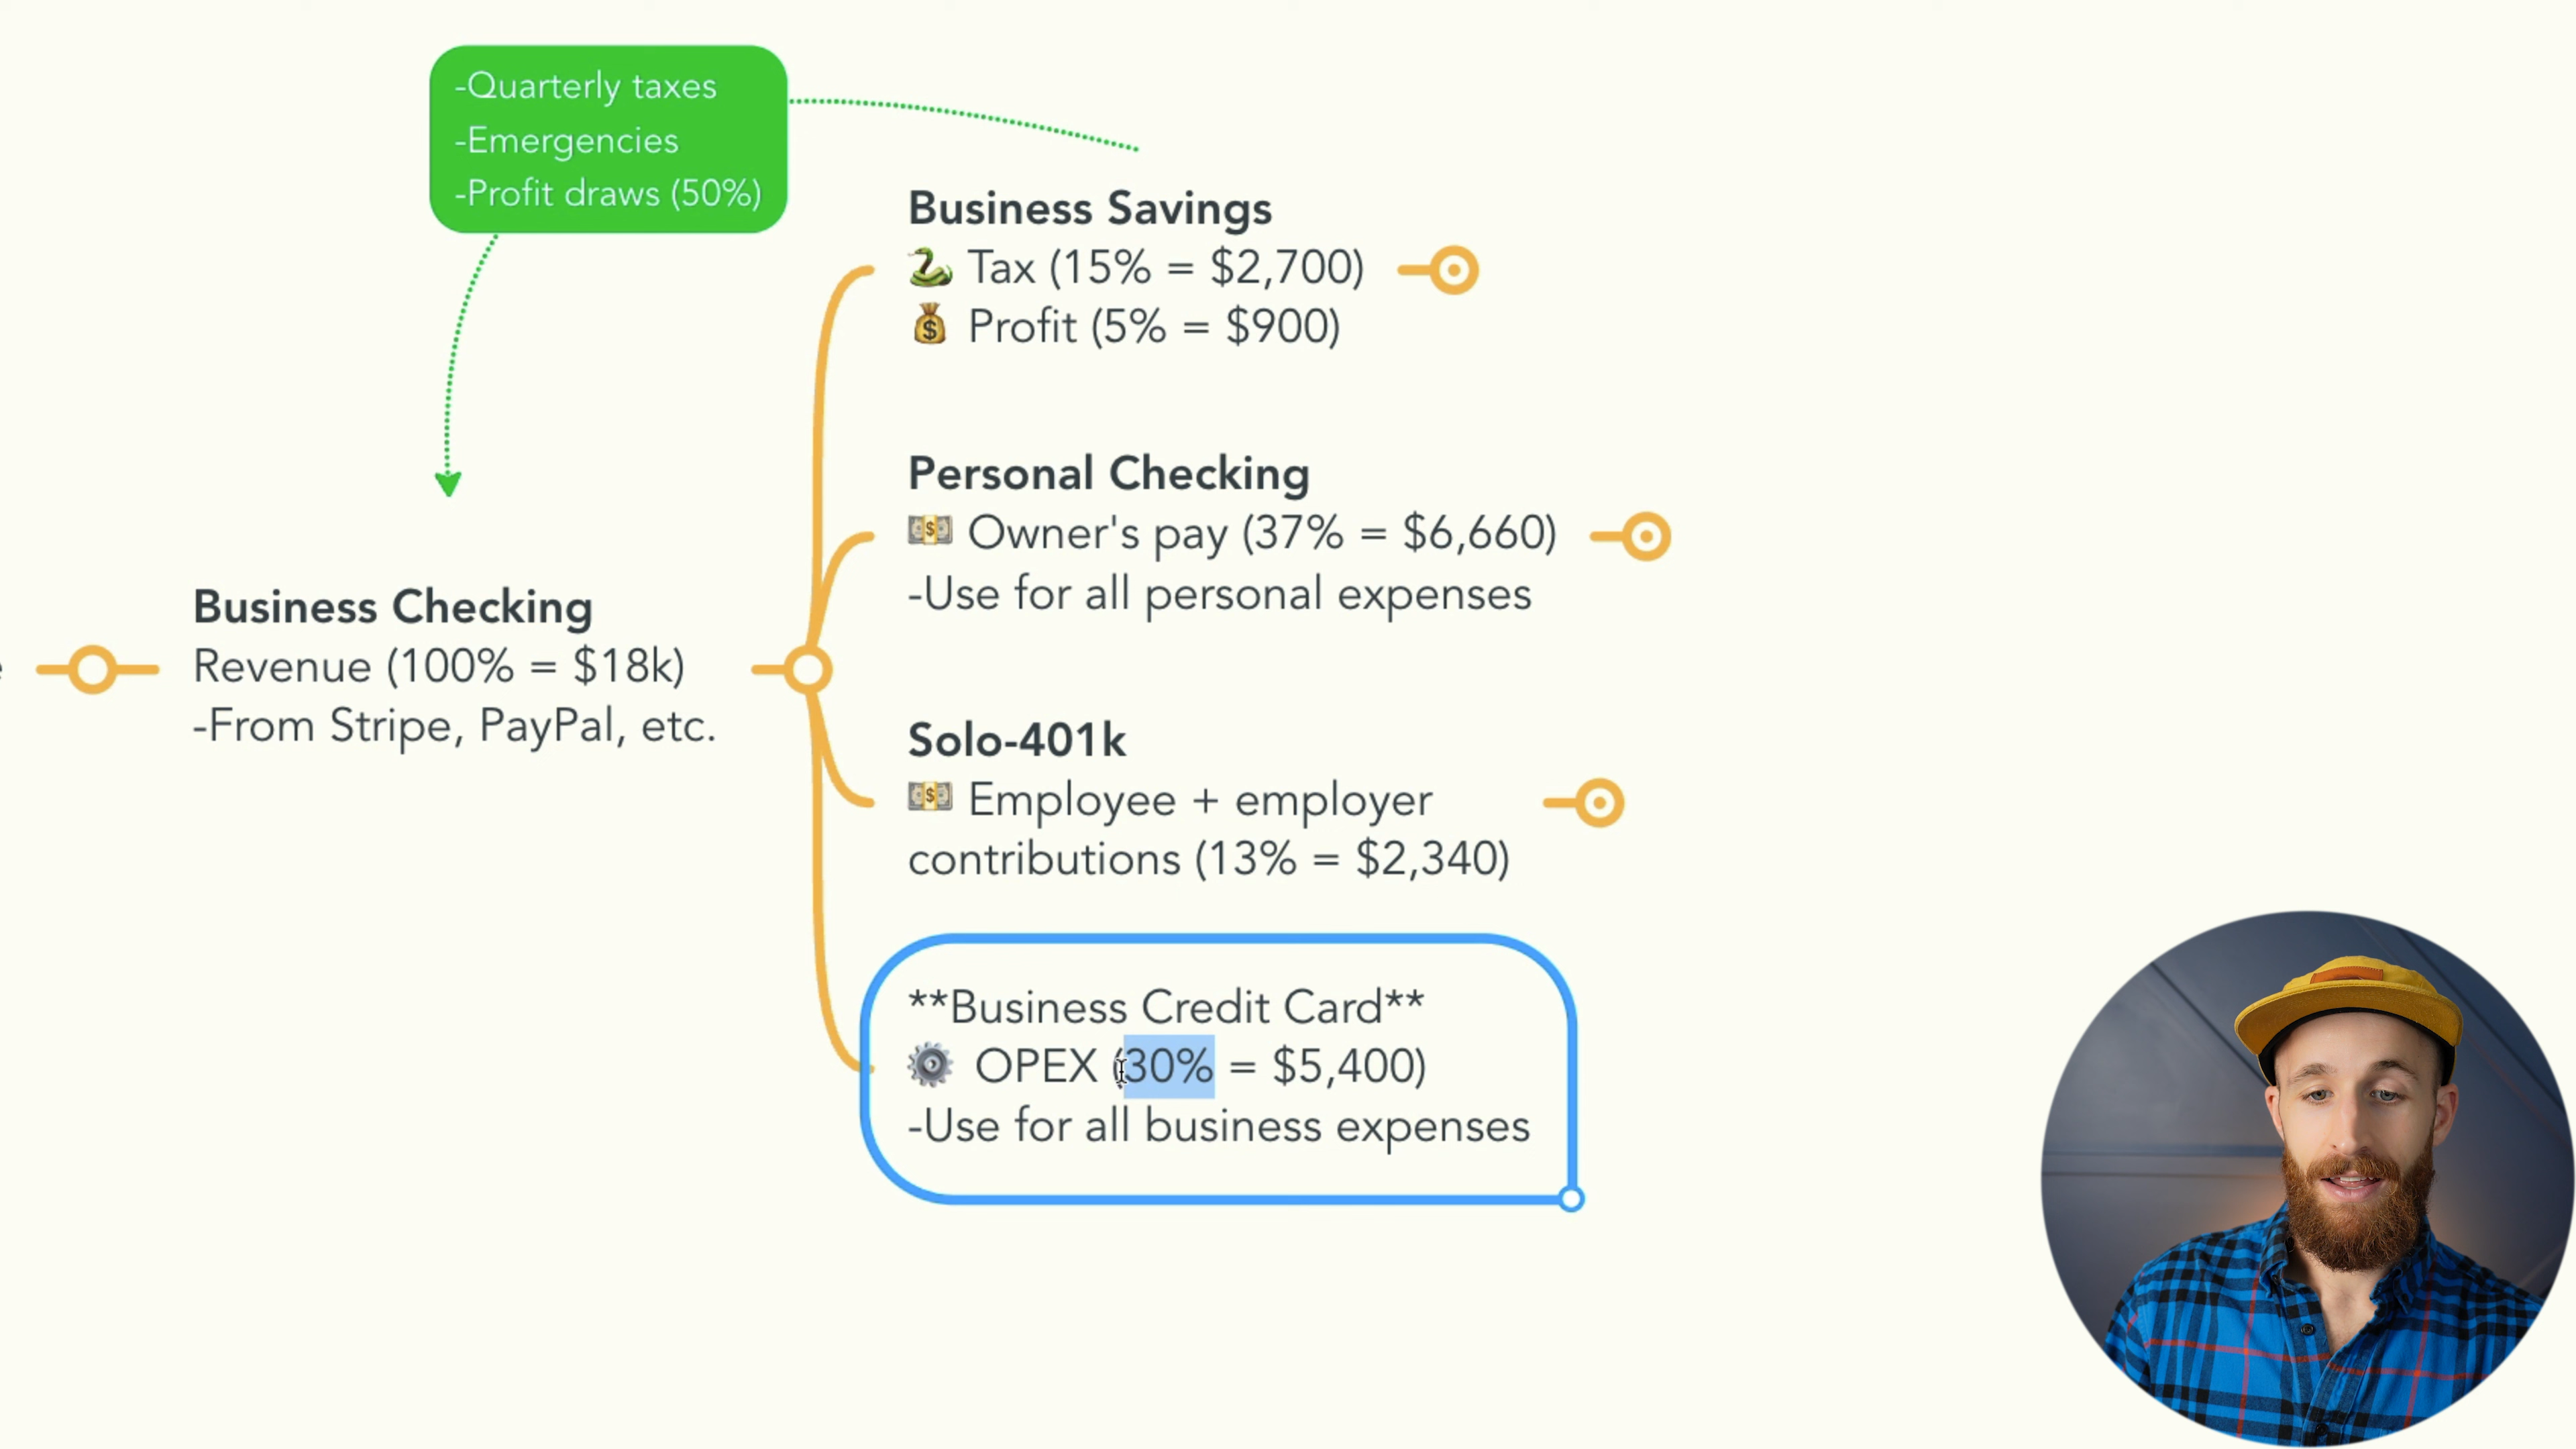 -Quarterly taxes
-Emergencies
-Profit draws (50%)
Business Savings
🐍 Tax (15% = $2,700)
💰 Profit (5% = $900)
Personal Checking
💵 Owner's pay (37% = $6,660)
-Use for all personal expenses
Business Checking
Revenue (100% = $18k)
-From Stripe, PayPal, etc.
Solo-401k
💵 Employee + employer
contributions (13% = $2,340)
**Business Credit Card**
⚙️ OPEX (30% = $5,400)
-Use for all business expenses